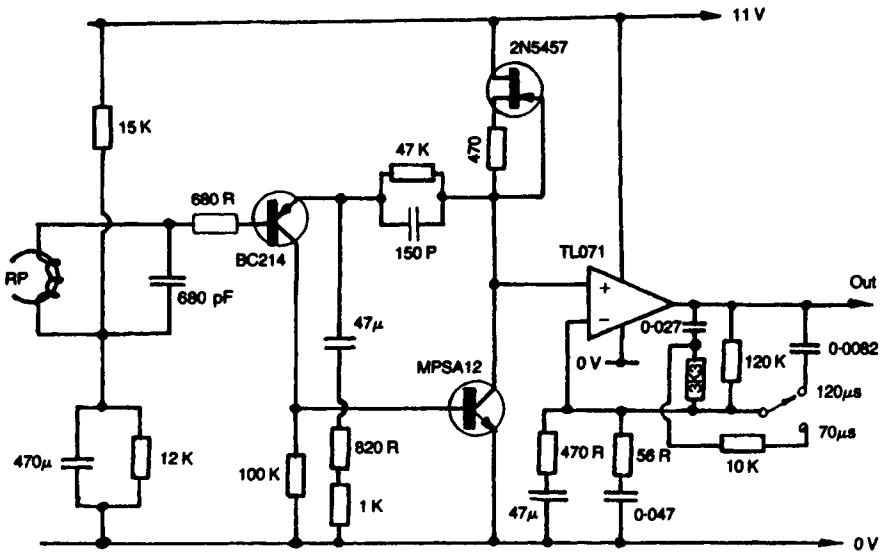 11 V
2N5457
15 K
47 K
470
680 R
150 P
BC214
RP
680 pF
TL071
Out
+
−
0·027
0·0082
47μ
0 V
3K3
120 K
MPSA12
120μs
70μs
470μ
12 K
820 R
470 R
56 R
10 K
100 K
1 K
47μ
0·047
0 V